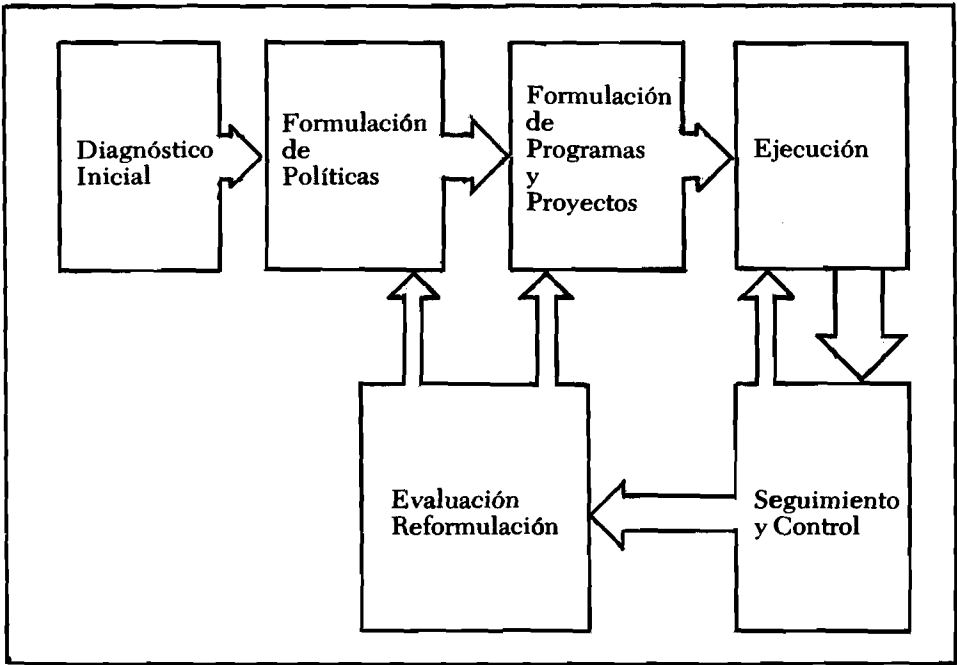 Diagnóstico
Inicial
Formulación
de
Políticas
Formulación
de
Programas
y
Proyectos
Ejecución
Evaluación
Reformulación
Seguimiento
y Control